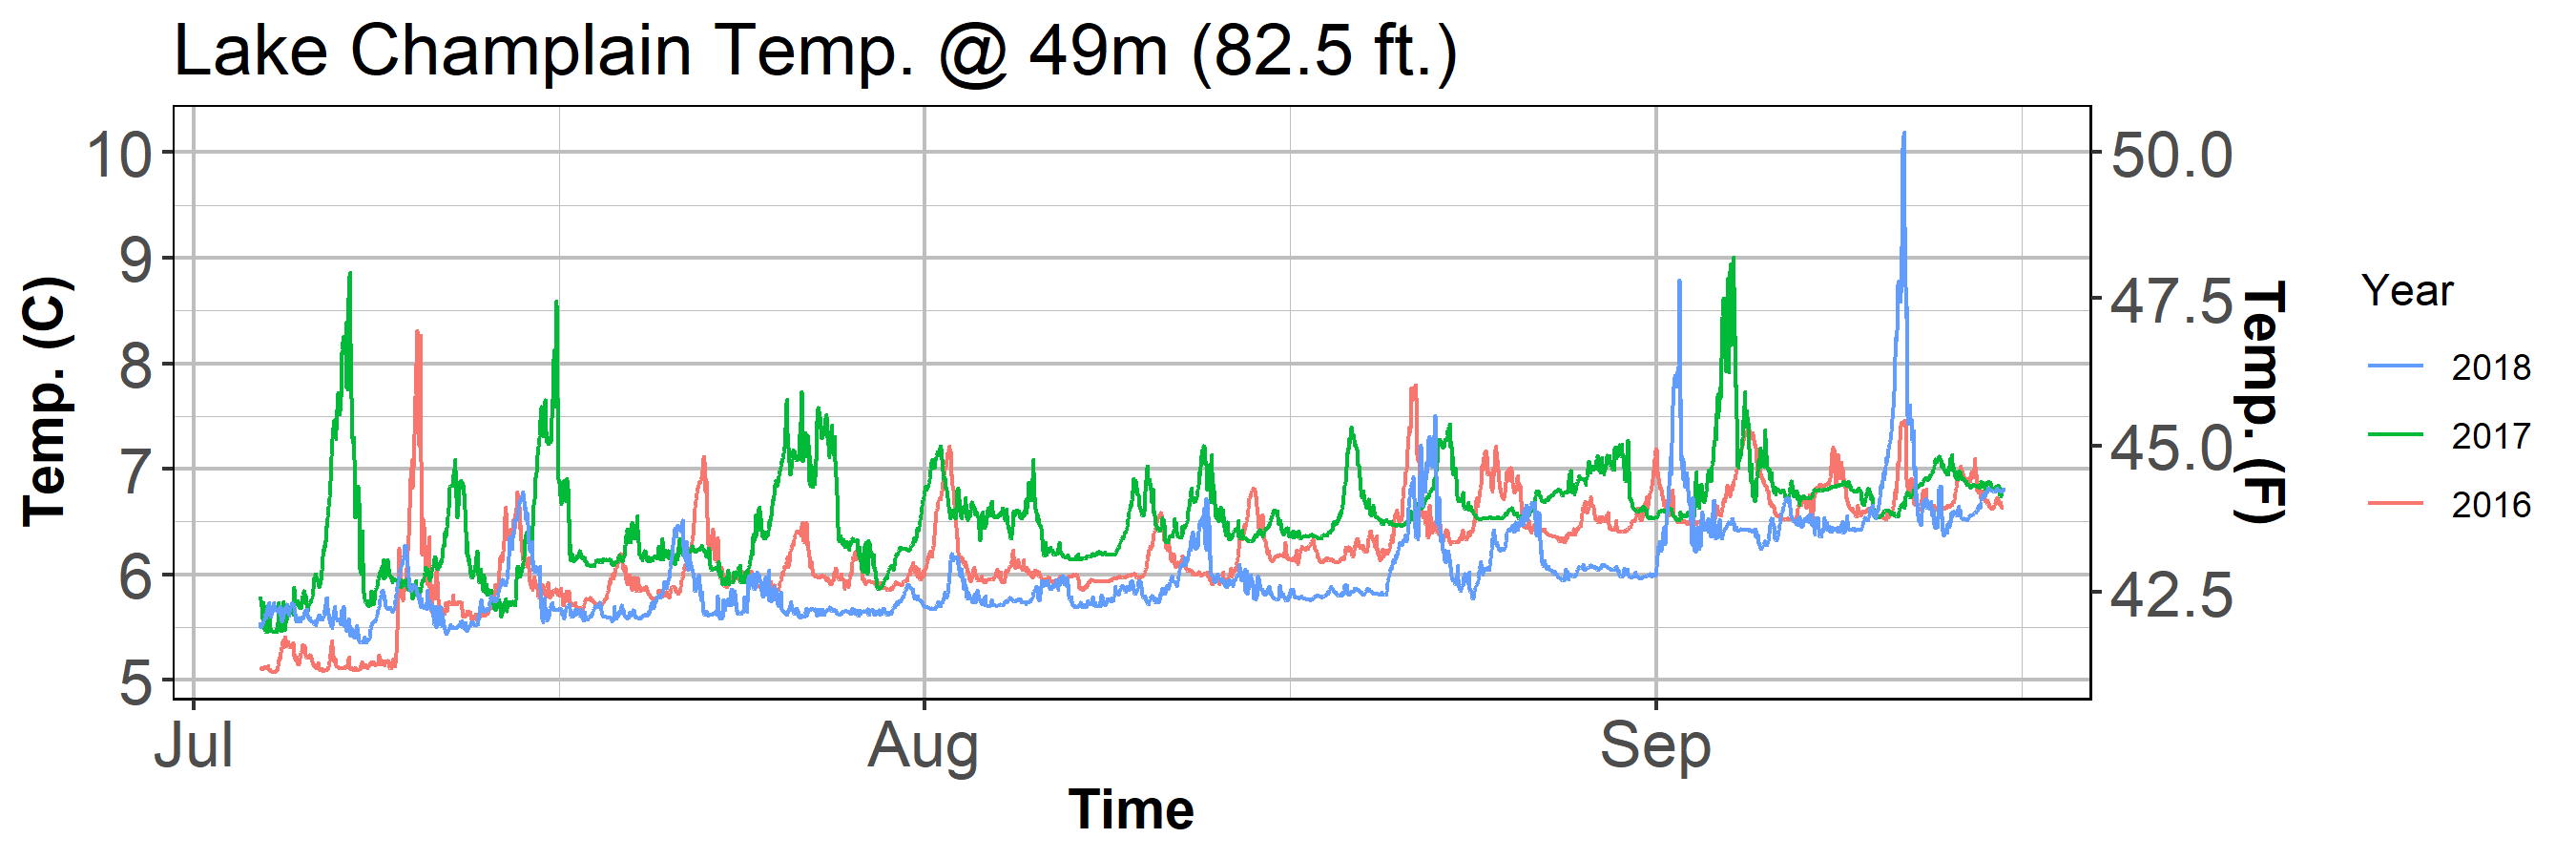 Lake Champlain Temp. @ 49m (82.5 ft.)
Temp. (C)
10
9
8
7
6
5
50.0
47.5
45.0
42.5
Temp. (F)
Jul
Aug
Sep
Time
Year
2018
2017
2016